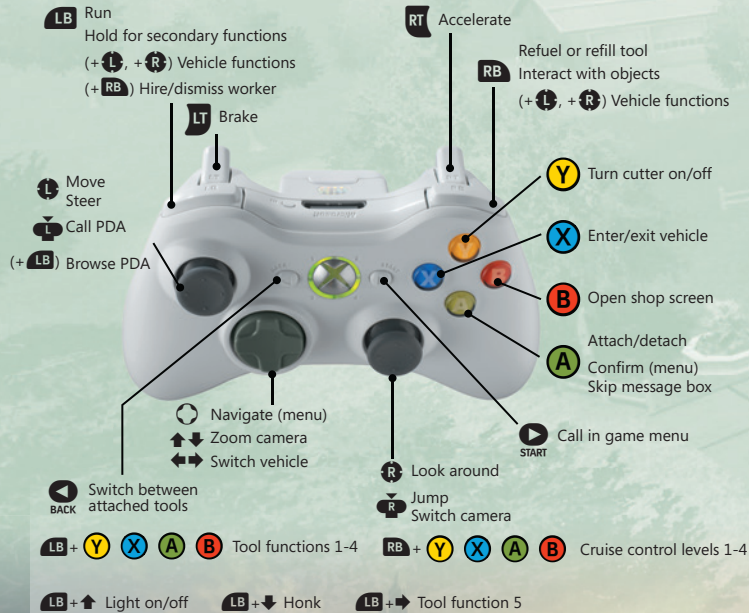 LB Run
Hold for secondary functions
(+ L, + R) Vehicle functions
(+ RB) Hire/dismiss worker
LT Brake
RT Accelerate
Refuel or refill tool
RB Interact with objects
(+ L, + R) Vehicle functions
L Move
Steer
L Call PDA
(+ LB) Browse PDA
Y Turn cutter on/off
X Enter/exit vehicle
B Open shop screen
Attach/detach
A Confirm (menu)
Skip message box
Navigate (menu)
Zoom camera
Switch vehicle
START Call in game menu
R Look around
R Jump
Switch camera
BACK Switch between
attached tools
LB + Y X A B Tool functions 1-4
RB + Y X A B Cruise control levels 1-4
LB + Light on/off
LB + Honk
LB + Tool function 5